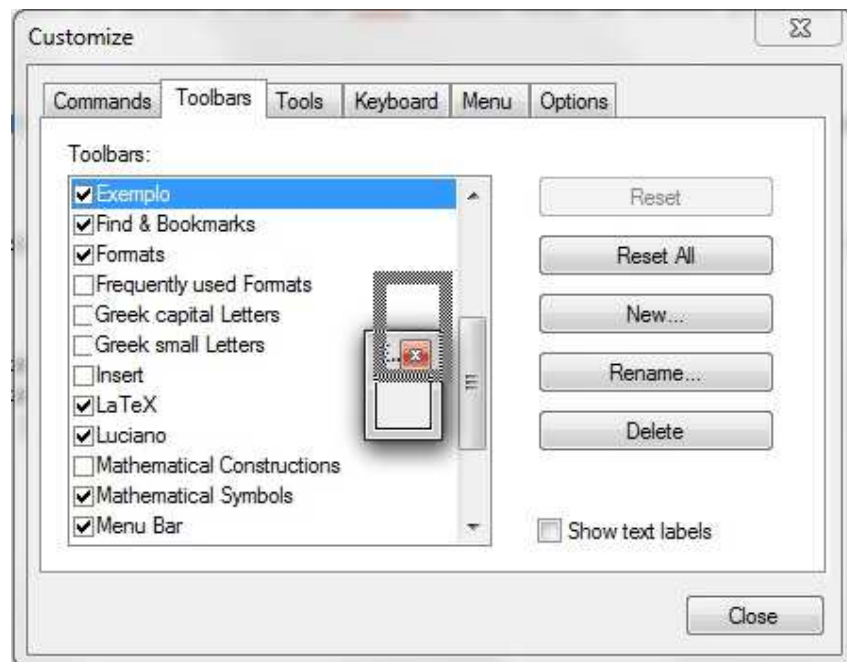 Customize
Commands Toolbars Tools Keyboard Menu Options
Toolbars:
Exemplo
Find & Bookmarks
Formats
Frequently used Formats
Greek capital Letters
Greek small Letters
Insert
LaTeX
Luciano
Mathematical Constructions
Mathematical Symbols
Menu Bar
Reset
Reset All
New...
Rename...
Delete
Show text labels
Close